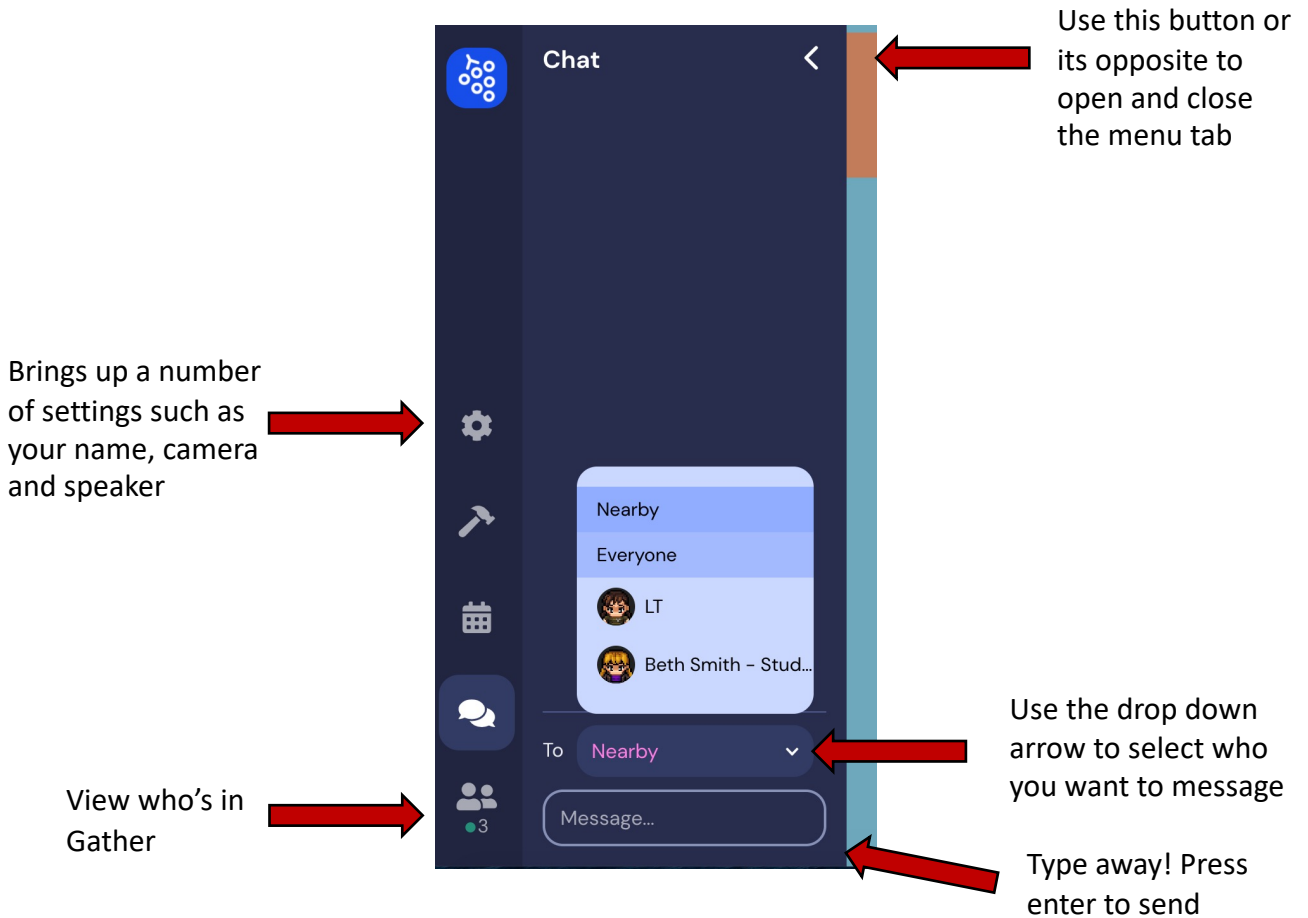 Use this button or
its opposite to
open and close
the menu tab
Chat
Brings up a number
of settings such as
your name, camera
and speaker
Nearby
Everyone
LT
Beth Smith – Stud...
To Nearby
Message...
3
View who's in
Gather
Use the drop down
arrow to select who
you want to message
Type away! Press
enter to send